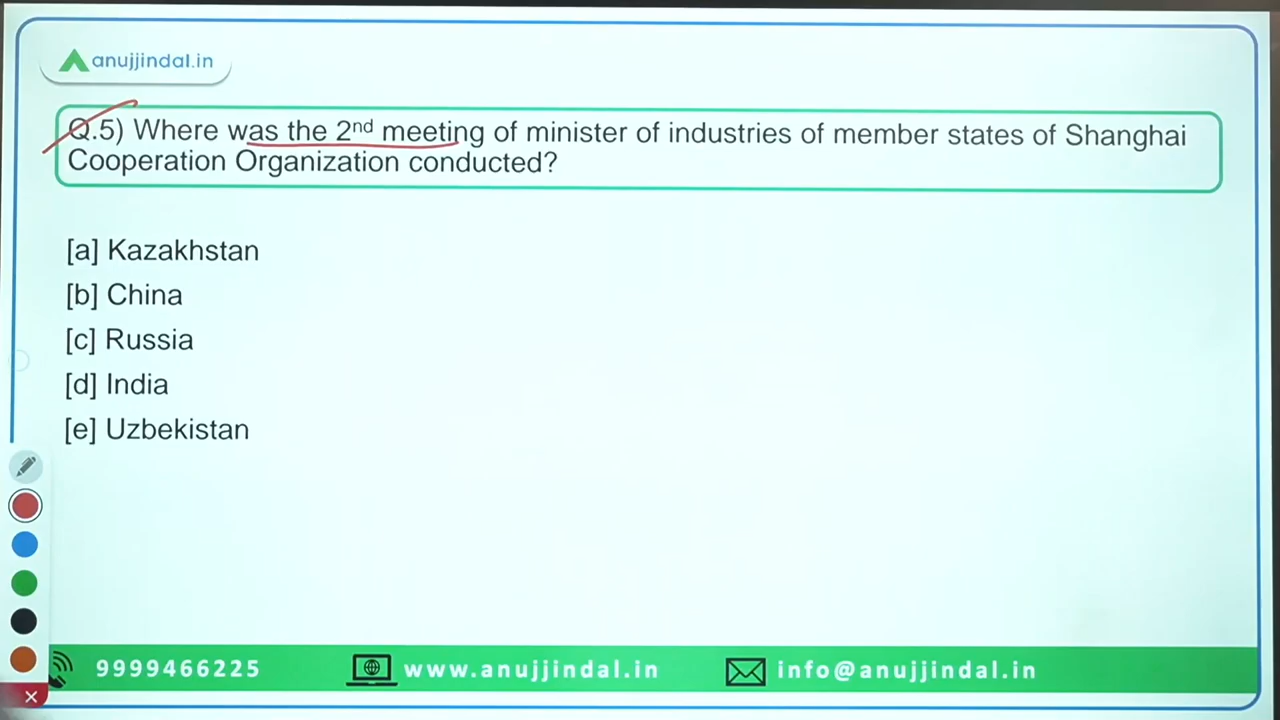 anujjindal.in
Q.5) Where was the 2nd meeting of minister of industries of member states of Shanghai
Cooperation Organization conducted?
[a] Kazakhstan
[b] China
[c] Russia
[d] India
[e] Uzbekistan
9999466225 www.anujjindal.in info@anujjindal.in